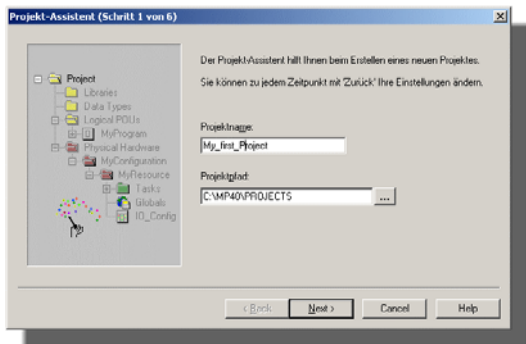 Projekt-Assistent (Schritt 1 von 6)
Project
Libraries
Data Types
Logical POUs
MyProgram
Physical Hardware
MyConfiguration
MyResource
Tasks
Globals
IO_Config
Der Projekt-Assistent hilft Ihnen beim Erstellen eines neuen Projektes.
Sie können zu jedem Zeitpunkt mit 'Zurück' Ihre Einstellungen ändern.
Projektname:
My_first_Project
Projektpfad:
C:\MP40\PROJECTS
...
< Back
Next >
Cancel
Help